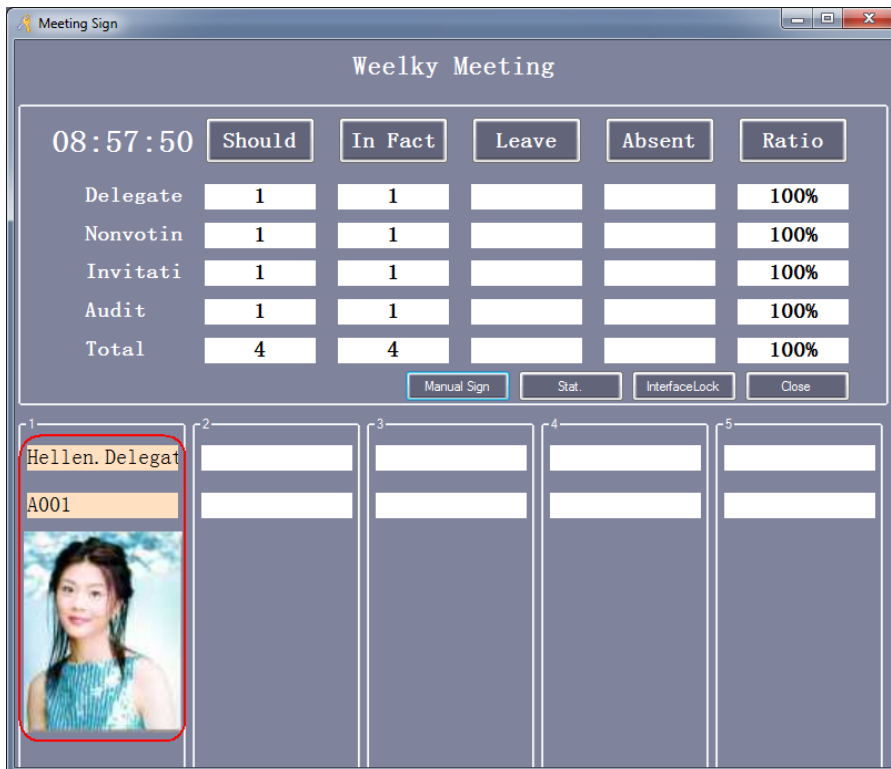 Meeting Sign
Weelky Meeting
08:57:50 Should In Fact Leave Absent Ratio
Delegate 1 1 100%
Nonvotin 1 1 100%
Invitati 1 1 100%
Audit 1 1 100%
Total 4 4 100%
Manual Sign Stat. InterfaceLock Close
1 2 3 4 5
Hellen.Delegat
A001